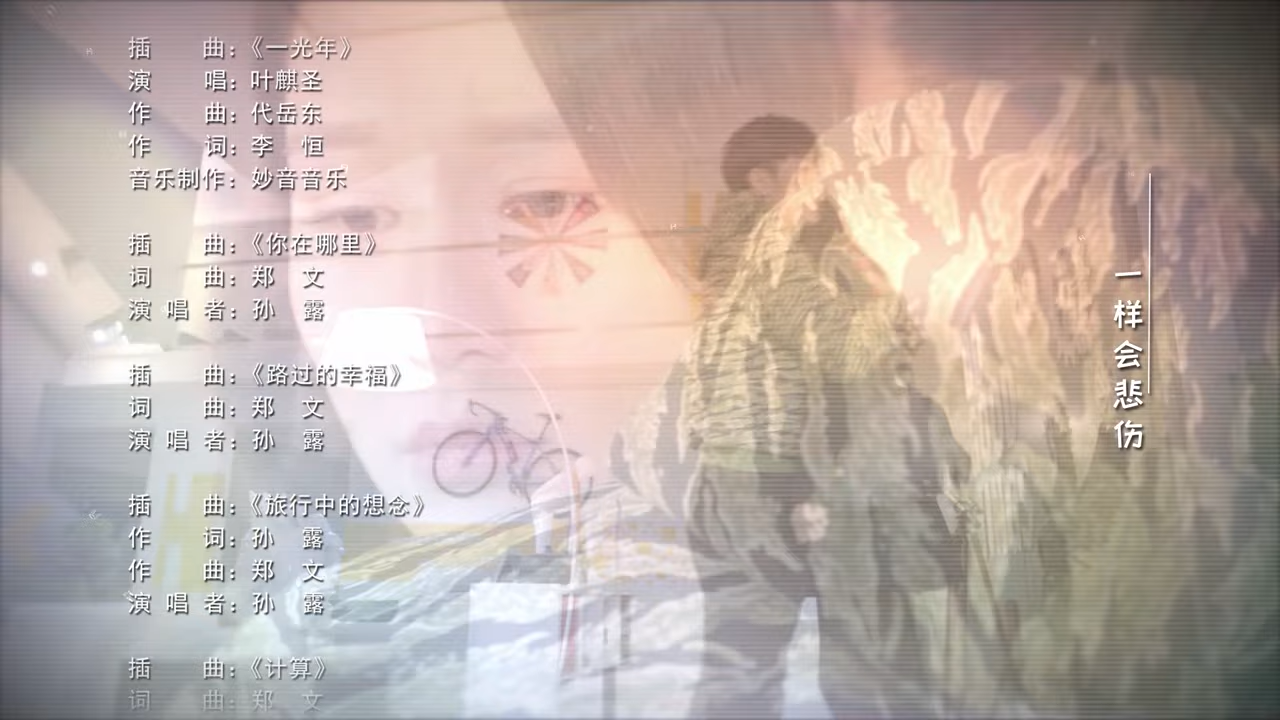 插 曲：《一光年》
演 唱：叶麒圣
作 曲：代岳东
作 词：李 恒
音乐制作：妙音音乐
插 曲：《你在哪里》
词 曲：郑 文
演 唱 者：孙 露
插 曲：《路过的幸福》
词 曲：郑 文
演 唱 者：孙 露
插 曲：《旅行中的想念》
作 词：孙 露
作 曲：郑 文
演 唱 者：孙 露
插 曲：《计算》
词 曲：郑 文
一样会悲伤